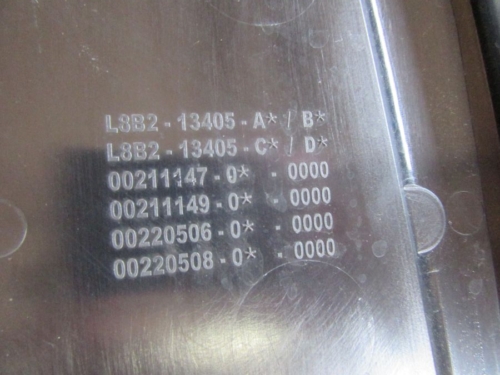 L8B2 - 13405 - A* / B*
L8B2 - 13405 - C* / D*
00211147 - 0* - 0000
00211149 - 0* - 0000
00220506 - 0* - 0000
00220508 - 0* - 0000